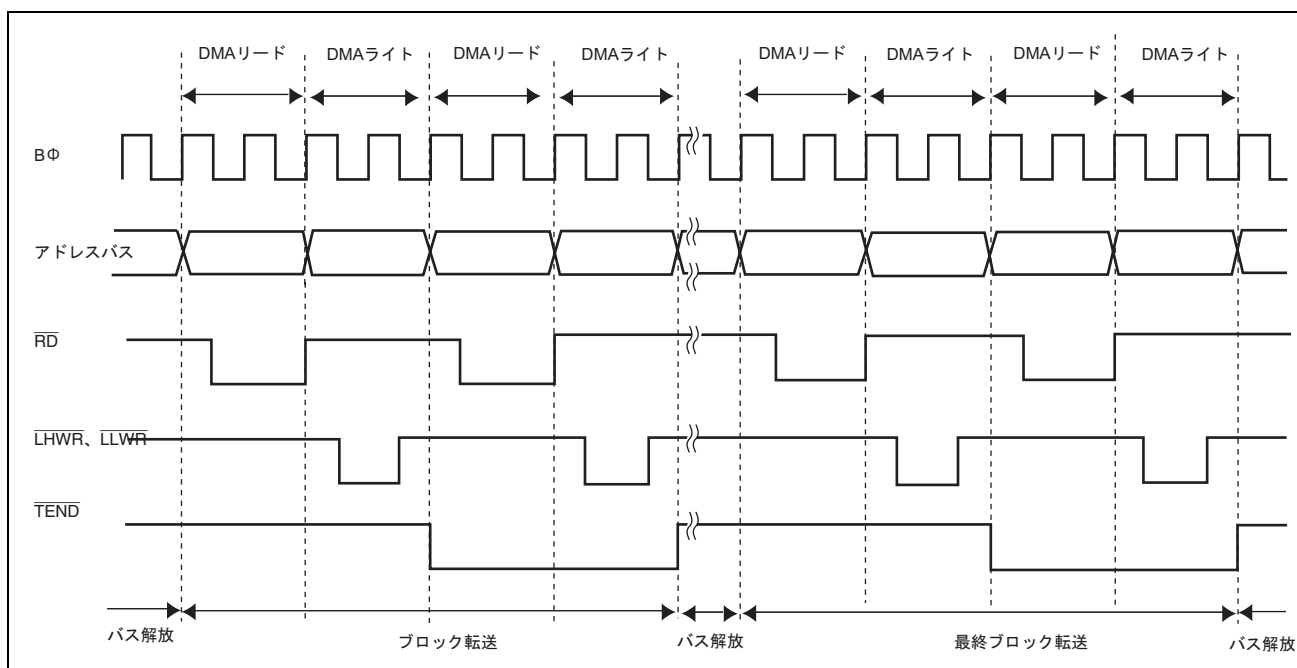 DMAリード DMAライト DMAリード DMAライト DMAリード DMAライト DMAリード DMAライト
BΦ
アドレスバス
RD
LHWR、LLWR
TEND
バス解放 ブロック転送 バス解放 最終ブロック転送 バス解放